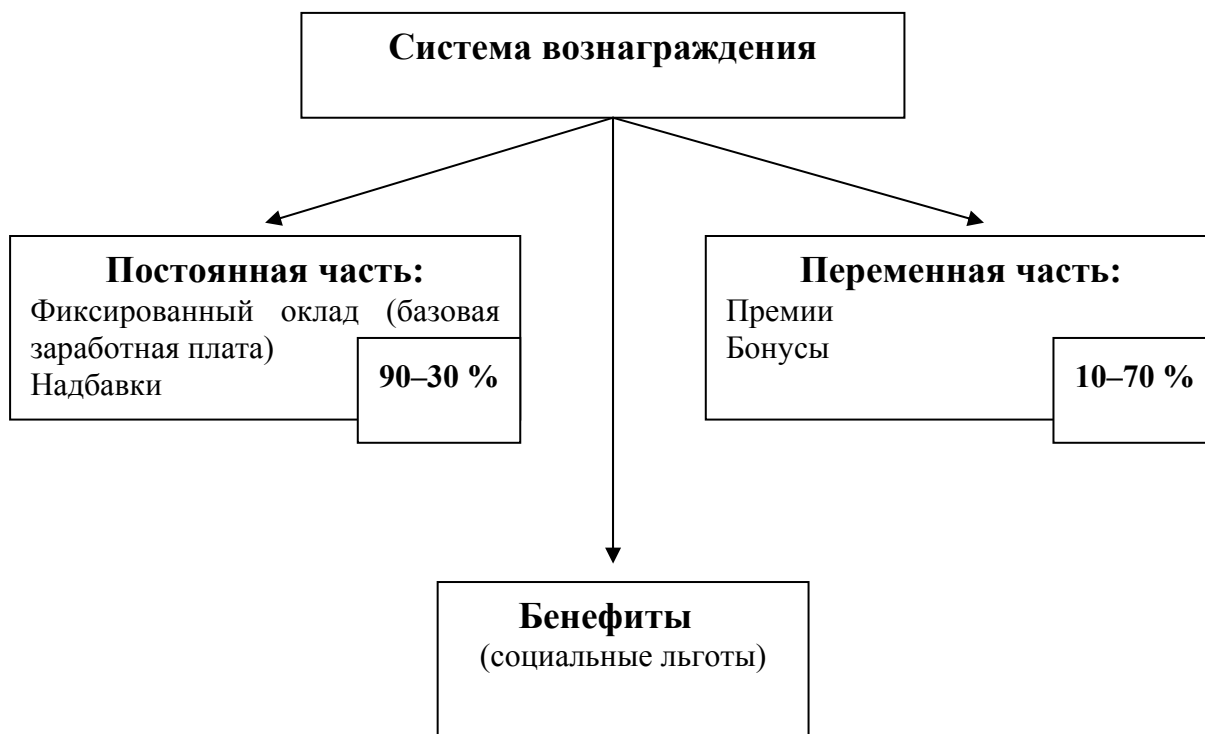 Система вознаграждения
Постоянная часть:
Фиксированный оклад (базовая
заработная плата)
Надбавки
90–30 %
Переменная часть:
Премии
Бонусы
10–70 %
Бенефиты
(социальные льготы)